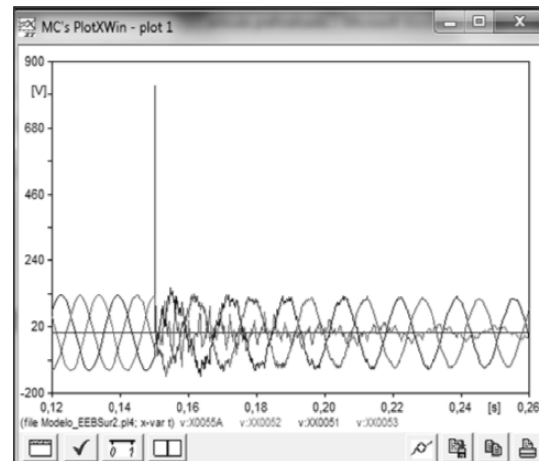 MC's PlotXWin - plot 1
900
[V]
680
460
240
20
-200
0,12 0,14 0,16 0,18 0,20 0,22 0,24 [s] 0,26
(file Modelo_EEBSur2.pl4; x-var t) v:X0055A v:XX0052 v:XX0051 v:XX0053